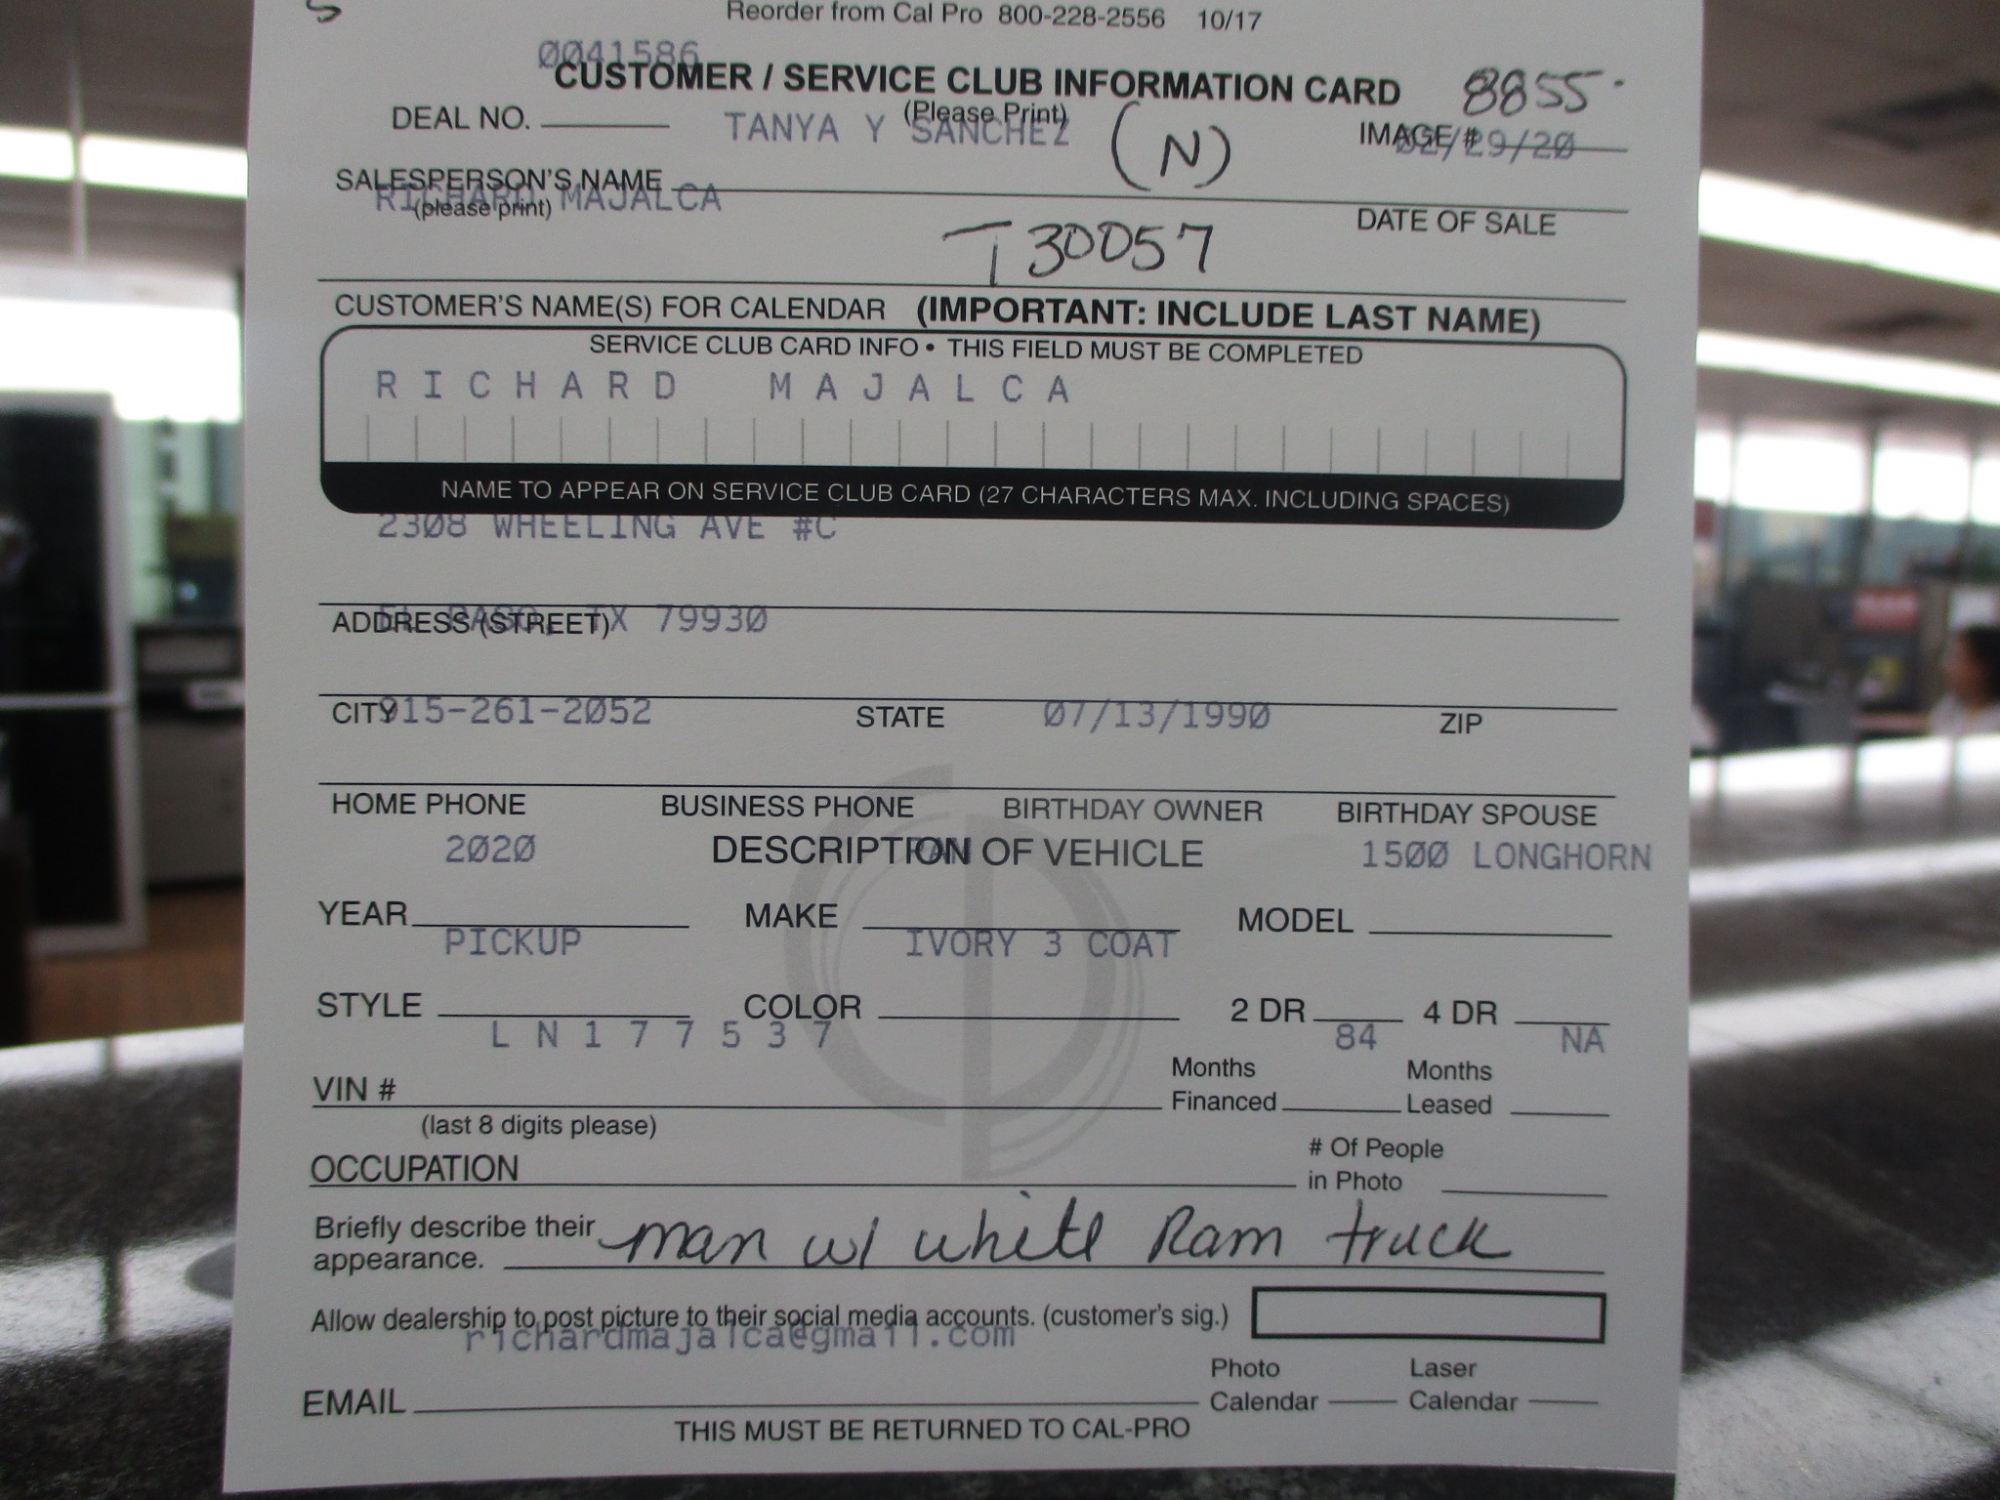 Reorder from Cal Pro 800-228-2556 10/17
0041586
CUSTOMER / SERVICE CLUB INFORMATION CARD 8855
(Please Print)
DEAL NO. TANYA Y SANCHEZ (N) IMAGE # 02/29/20
SALESPERSON'S NAME
(please print) RICHARD MAJALCA
DATE OF SALE
T30057
CUSTOMER'S NAME(S) FOR CALENDAR (IMPORTANT: INCLUDE LAST NAME)
SERVICE CLUB CARD INFO • THIS FIELD MUST BE COMPLETED
RICHARD MAJALCA
NAME TO APPEAR ON SERVICE CLUB CARD (27 CHARACTERS MAX. INCLUDING SPACES)
2308 WHEELING AVE #C
ADDRESS (STREET)
EL PASO, TX 79930
CITY STATE ZIP
915-261-2052 07/13/1990
HOME PHONE BUSINESS PHONE BIRTHDAY OWNER BIRTHDAY SPOUSE
DESCRIPTION OF VEHICLE
2020 RAM 1500 LONGHORN
YEAR MAKE MODEL
PICKUP IVORY 3 COAT
STYLE COLOR 2 DR 4 DR
LN177537 84 NA
VIN # Months Financed Months Leased
(last 8 digits please)
OCCUPATION # Of People in Photo
Briefly describe their appearance. man w/ white Ram truck
Allow dealership to post picture to their social media accounts. (customer's sig.)
richardmajalca@gmail.com
EMAIL Photo Calendar Laser Calendar
THIS MUST BE RETURNED TO CAL-PRO